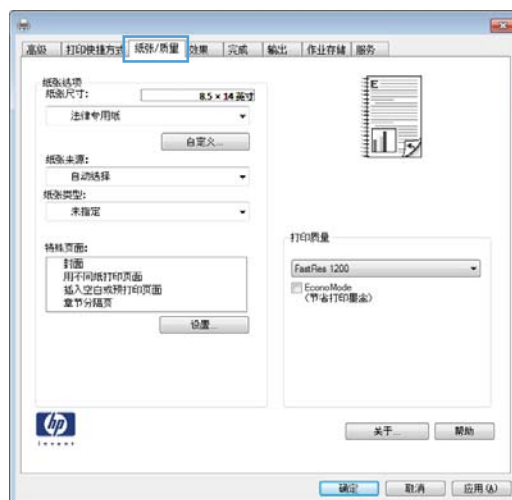 高级 打印快捷方式 纸张/质量 效果 完成 输出 作业存储 服务
纸张选项
纸张尺寸: 8.5 × 14 英寸
法律专用纸
自定义...
纸张来源:
自动选择
纸张类型:
未指定
特殊页面:
封面
用不同纸打印页面
插入空白或预打印页面
章节分隔页
设置...
E
打印质量
FastRes 1200
EconoMode
(节省打印墨盒)
hp
invent
关于... 帮助
确定 取消 应用(A)